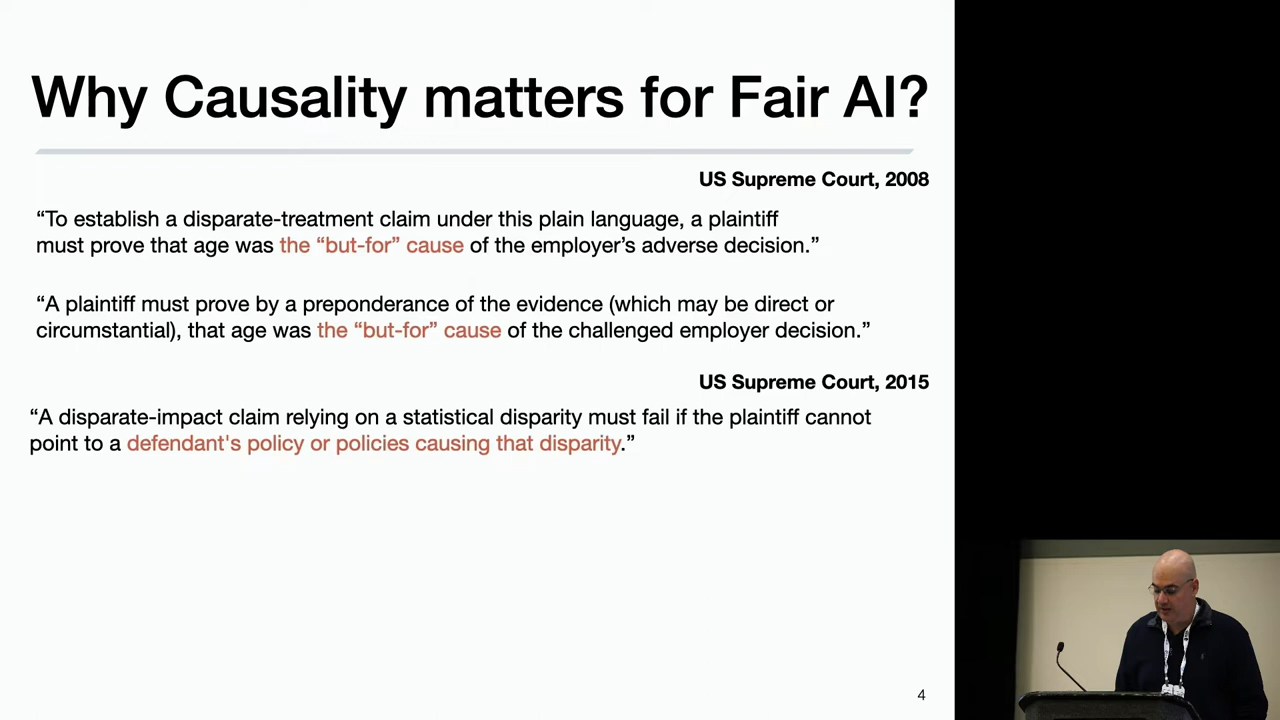 Why Causality matters for Fair AI?
US Supreme Court, 2008
“To establish a disparate-treatment claim under this plain language, a plaintiff
must prove that age was the “but-for” cause of the employer’s adverse decision.”
“A plaintiff must prove by a preponderance of the evidence (which may be direct or
circumstantial), that age was the “but-for” cause of the challenged employer decision.”
US Supreme Court, 2015
“A disparate-impact claim relying on a statistical disparity must fail if the plaintiff cannot
point to a defendant's policy or policies causing that disparity.”
4